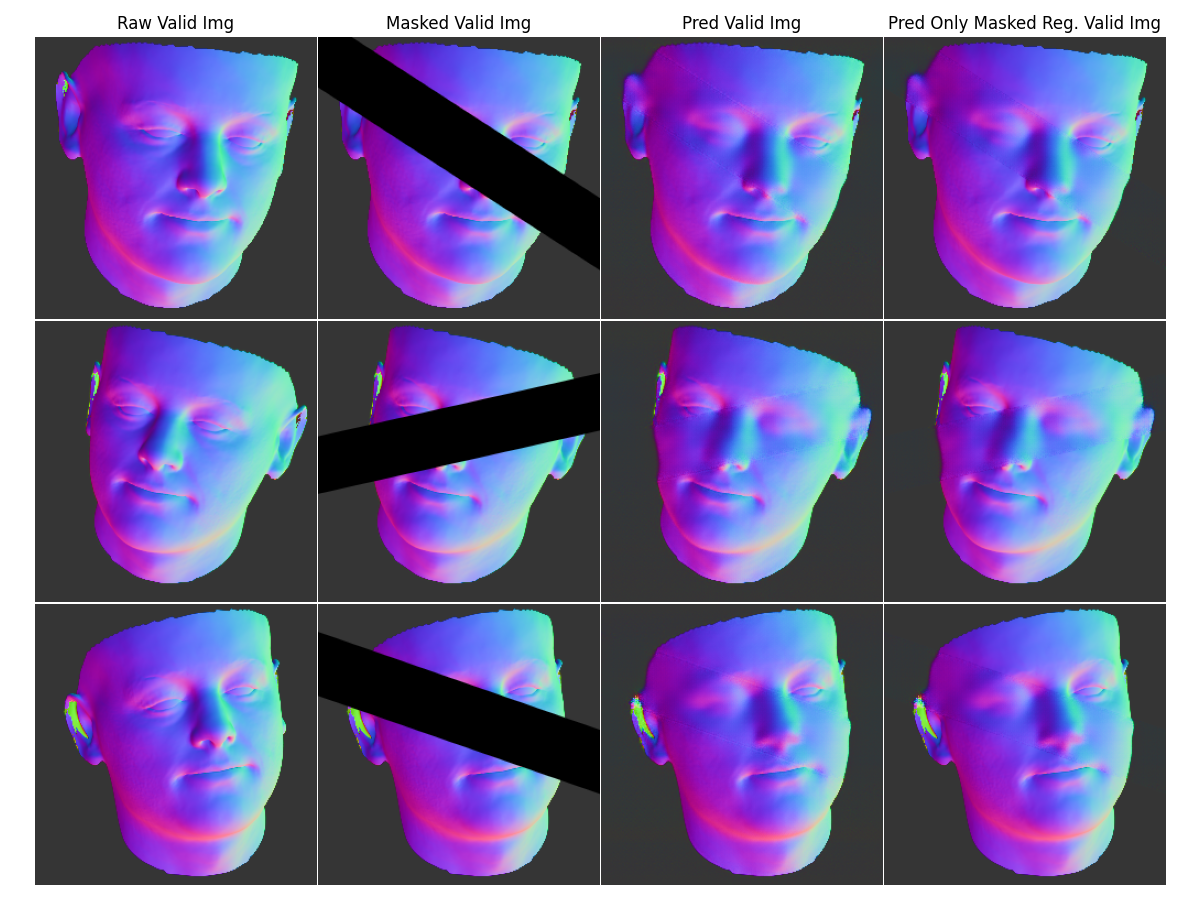 Raw Valid Img
Masked Valid Img
Pred Valid Img
Pred Only Masked Reg. Valid Img